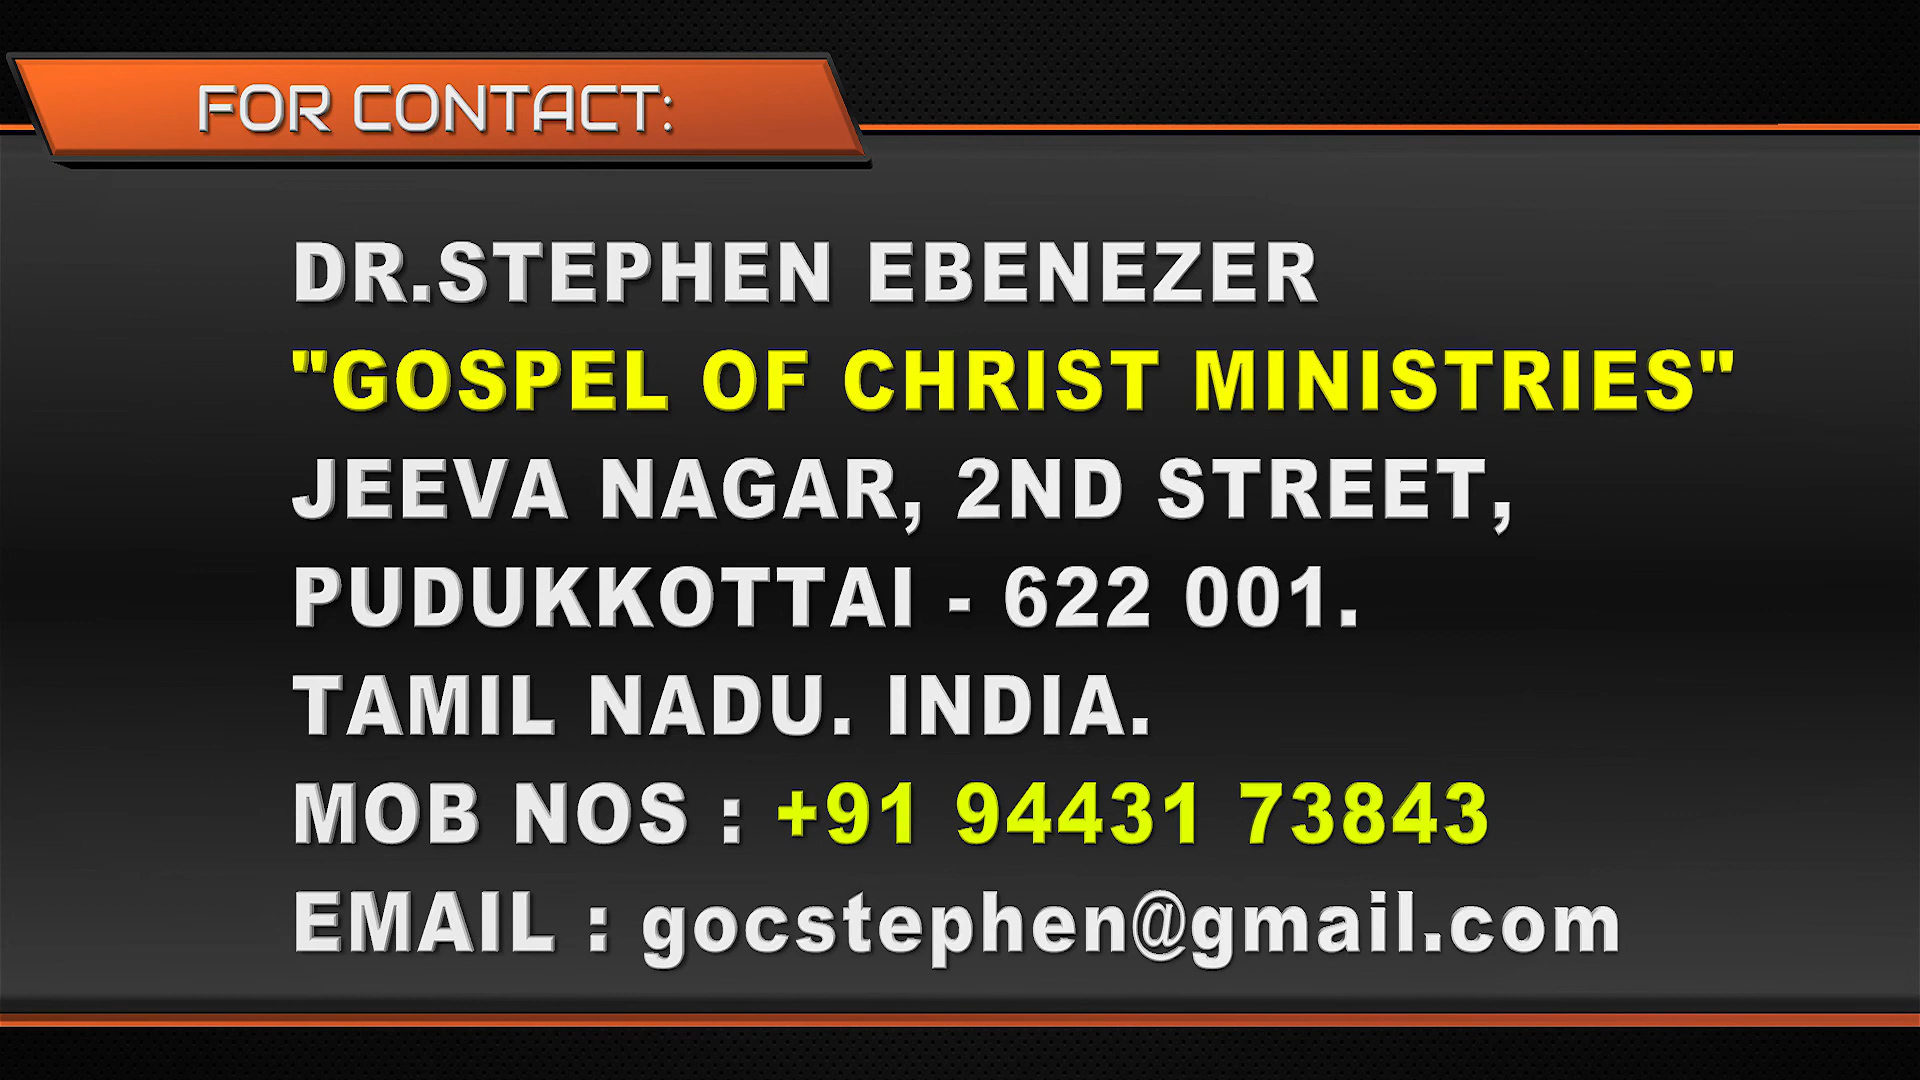 FOR CONTACT:
DR.STEPHEN EBENEZER
"GOSPEL OF CHRIST MINISTRIES"
JEEVA NAGAR, 2ND STREET,
PUDUKKOTTAI - 622 001.
TAMIL NADU. INDIA.
MOB NOS : +91 94431 73843
EMAIL : gocstephen@gmail.com